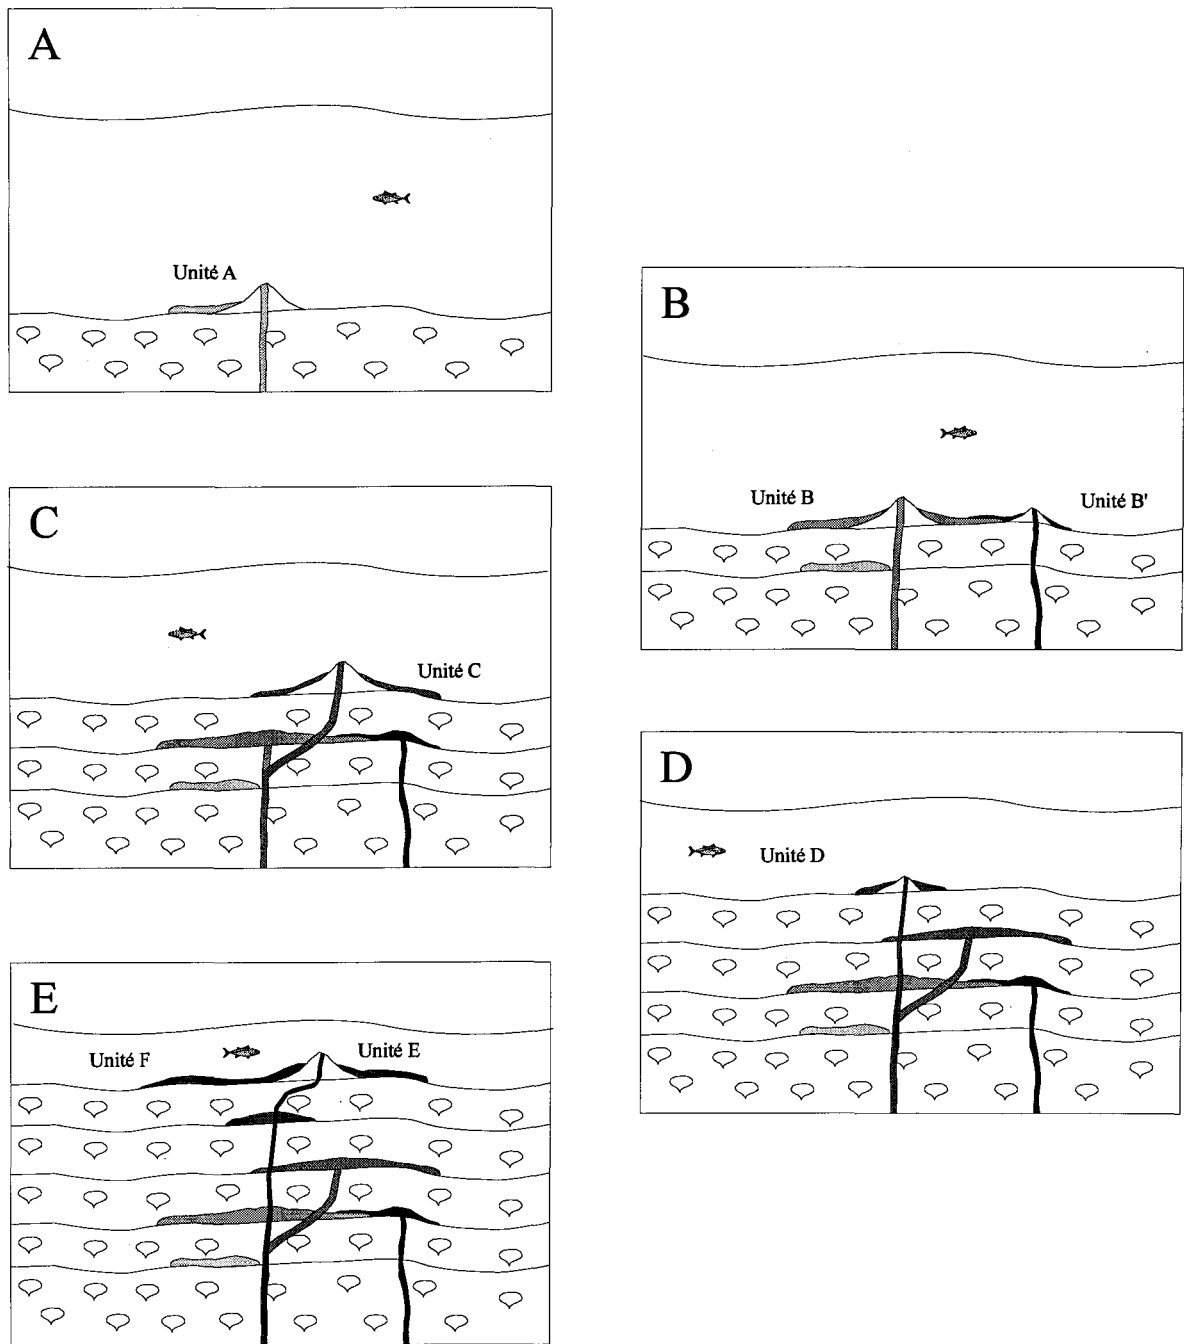 A
Unité A
B
Unité B
Unité B'
C
Unité C
D
Unité D
E
Unité F
Unité E